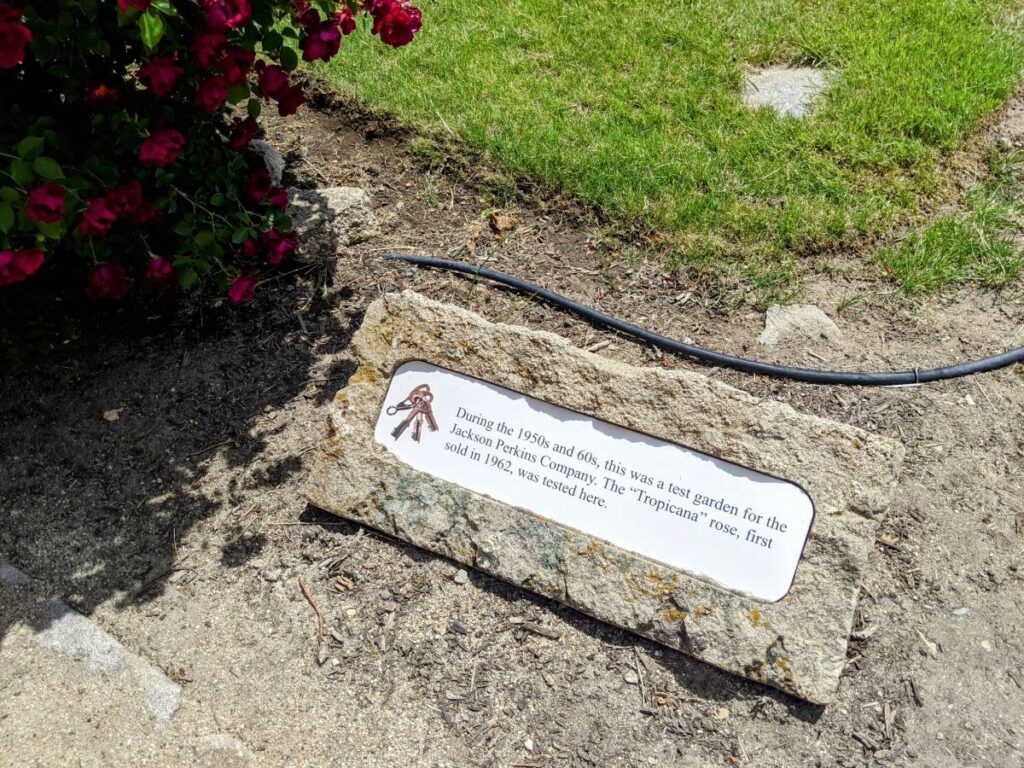 During the 1950s and 60s, this was a test garden for the
Jackson Perkins Company. The “Tropicana” rose, first
sold in 1962, was tested here.